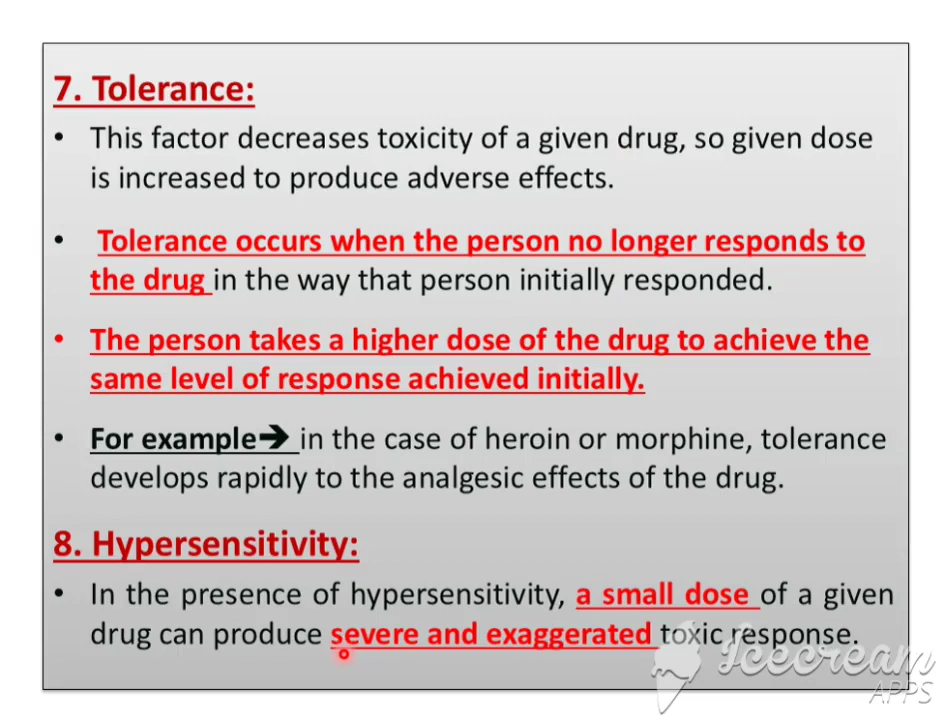 7. Tolerance:
• This factor decreases toxicity of a given drug, so given dose
is increased to produce adverse effects.
• Tolerance occurs when the person no longer responds to
the drug in the way that person initially responded.
• The person takes a higher dose of the drug to achieve the
same level of response achieved initially.
• For example➔ in the case of heroin or morphine, tolerance
develops rapidly to the analgesic effects of the drug.
8. Hypersensitivity:
• In the presence of hypersensitivity, a small dose of a given
drug can produce severe and exaggerated toxic response.
Icecream
APPS